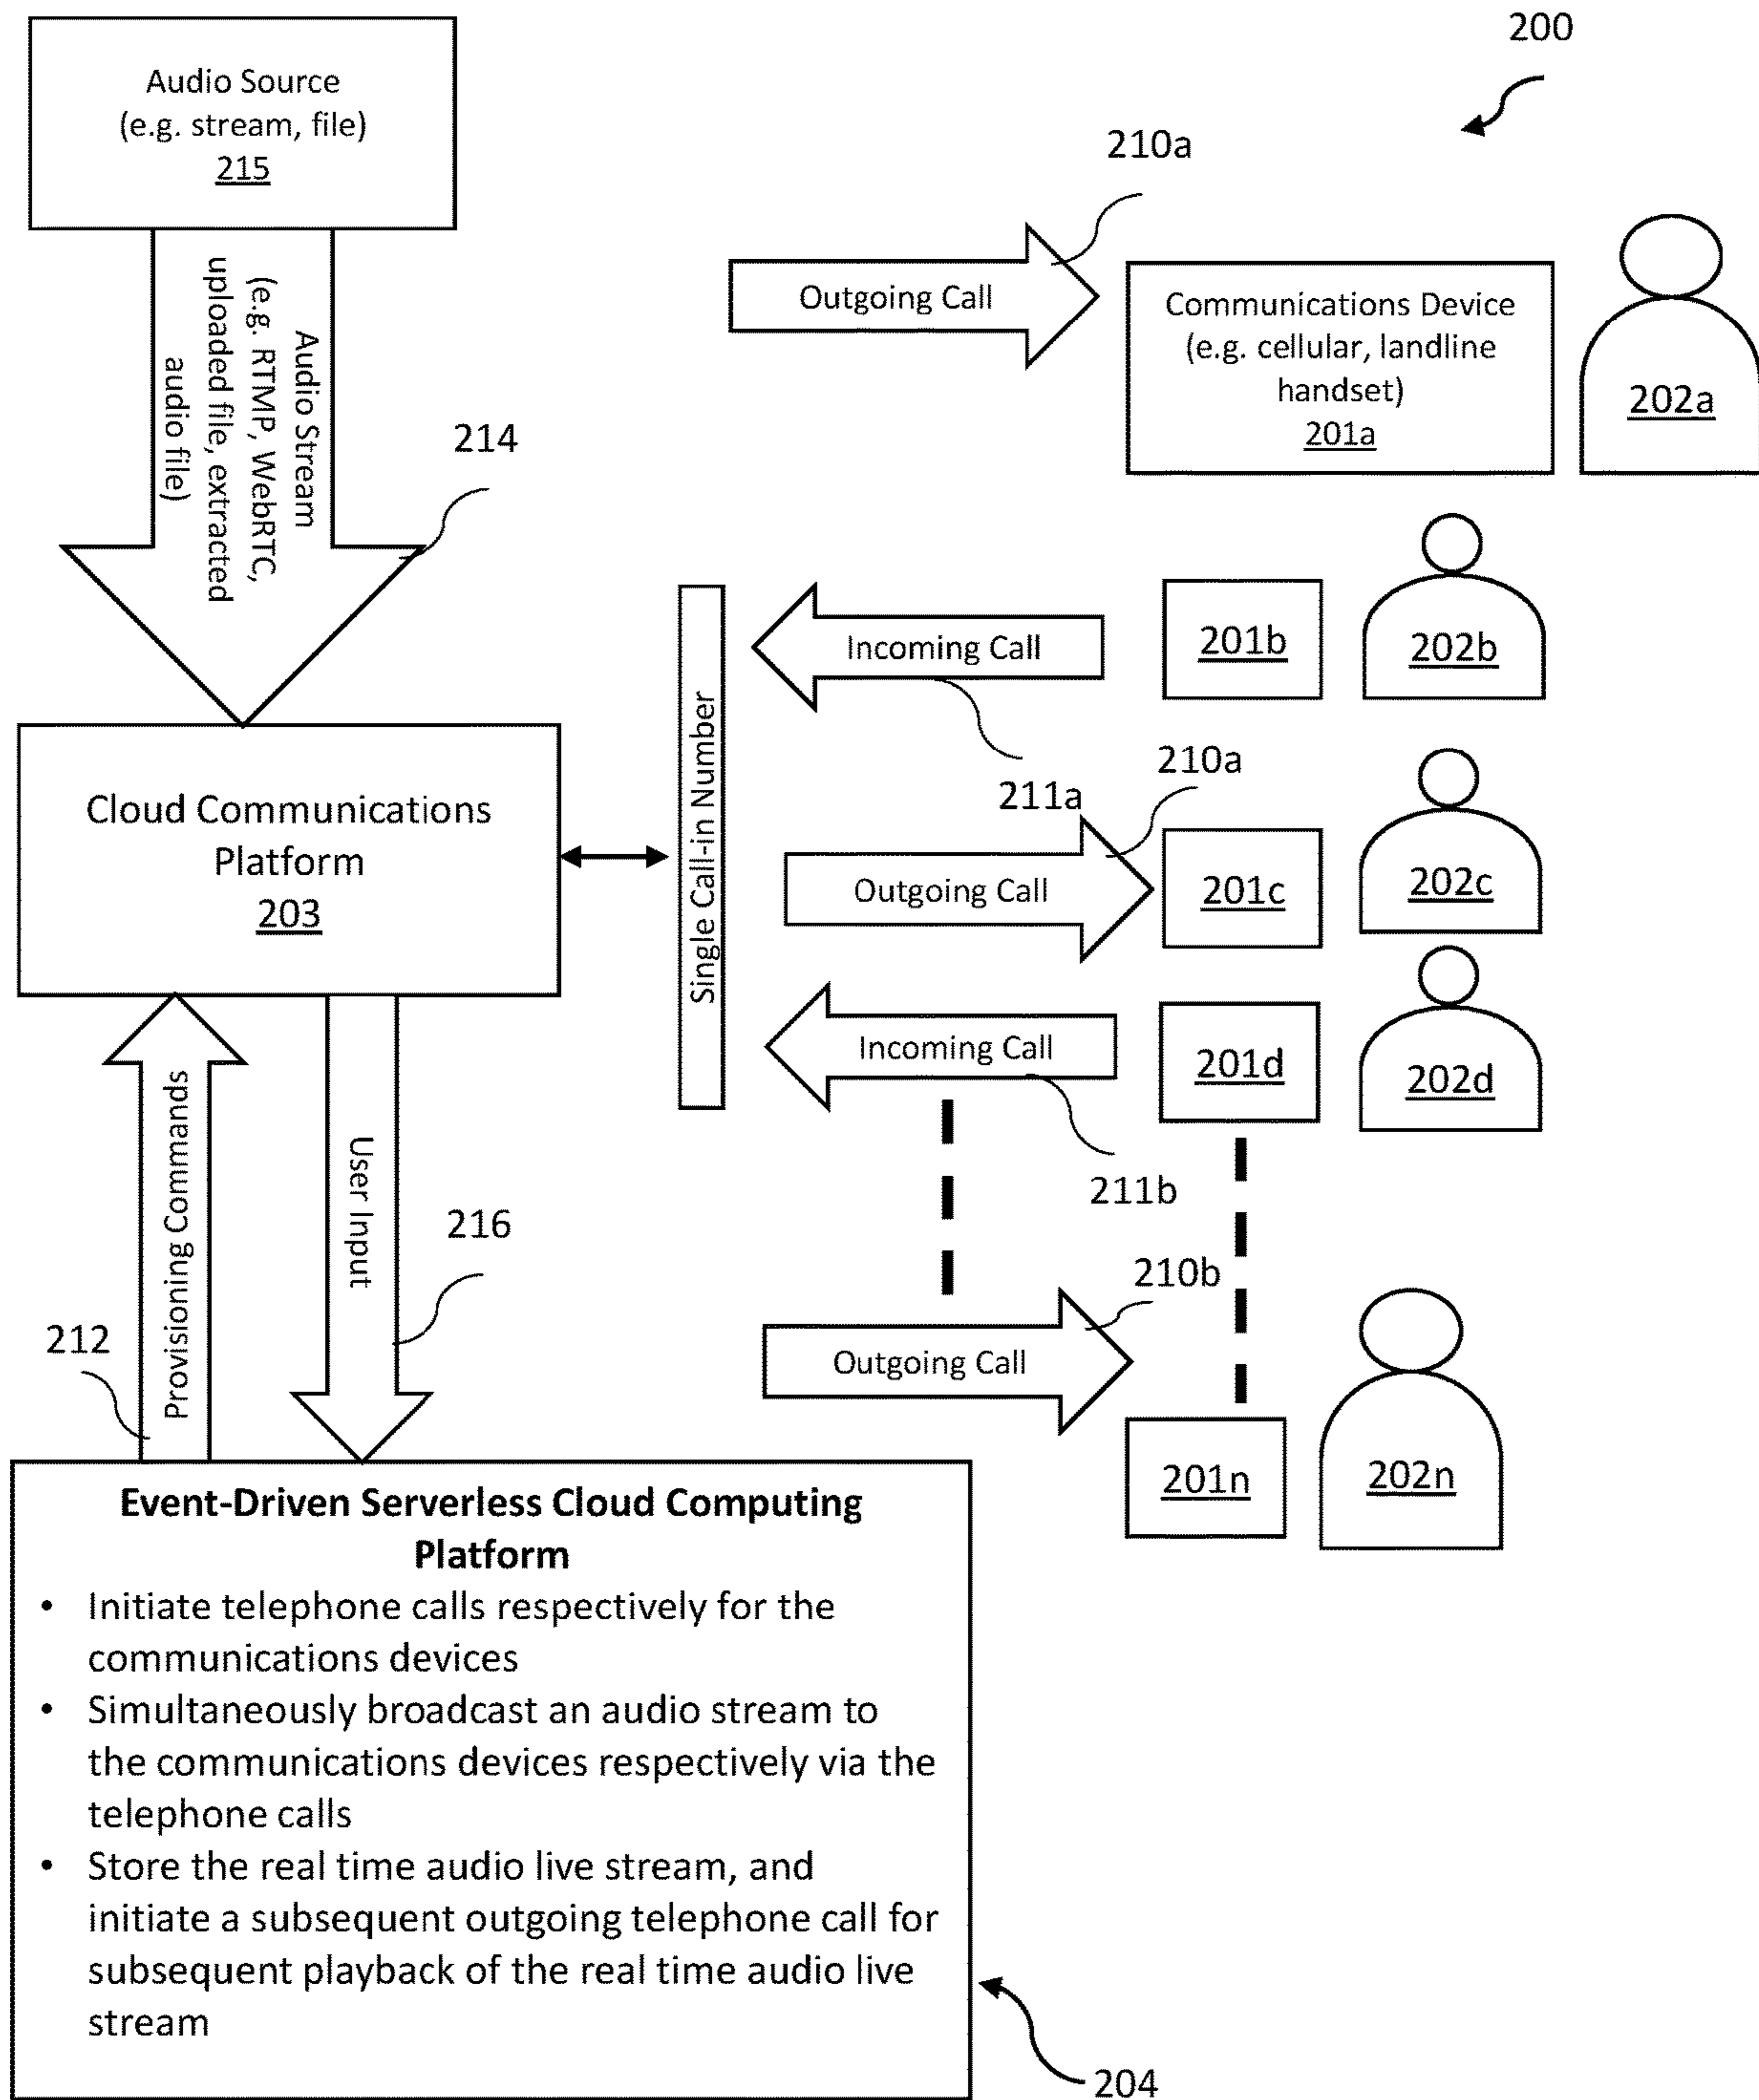 200
Audio Source
(e.g. stream, file)
215
210a
Outgoing Call
Communications Device
(e.g. cellular, landline
handset)
201a
202a
Audio Stream
(e.g. RTMP, WebRTC,
uploaded file, extracted
audio file)
214
Incoming Call
201b
202b
211a
Single Call-in Number
Cloud Communications
Platform
203
210a
Outgoing Call
201c
202c
Incoming Call
201d
202d
211b
Provisioning Commands
212
User Input
216
210b
Outgoing Call
201n
202n
Event-Driven Serverless Cloud Computing
Platform
• Initiate telephone calls respectively for the
communications devices
• Simultaneously broadcast an audio stream to
the communications devices respectively via the
telephone calls
• Store the real time audio live stream, and
initiate a subsequent outgoing telephone call for
subsequent playback of the real time audio live
stream
204